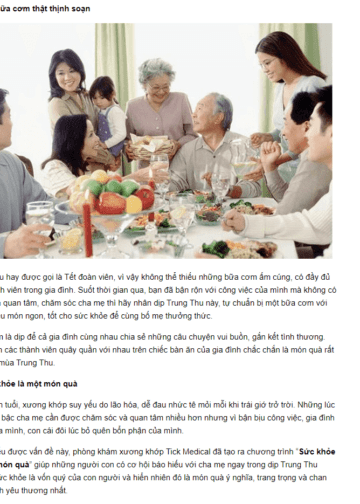 ữa cơm thật thịnh soạn
u hay được gọi là Tết đoàn viên, vì vậy không thể thiếu những bữa cơm ấm cúng, có đầy đủ
h viên trong gia đình. Suốt thời gian qua, bạn đã bận rộn với công việc của mình mà không có
quan tâm, chăm sóc cha mẹ thì hãy nhân dịp Trung Thu này, tự chuẩn bị một bữa cơm với
u món ngon, tốt cho sức khỏe để cùng bố mẹ thưởng thức.
n là dịp để cả gia đình cùng nhau chia sẻ những câu chuyện vui buồn, gắn kết tình thương.
n các thành viên quây quần với nhau trên chiếc bàn ăn của gia đình chắc chắn là món quà rất
mùa Trung Thu.
khỏe là một món quà
n tuổi, xương khớp suy yếu do lão hóa, dễ đau nhức tê mỏi mỗi khi trái gió trở trời. Những lúc
bậc cha mẹ cần được chăm sóc và quan tâm nhiều hơn nhưng vì bận bịu công việc, gia đình
a mình, con cái đôi lúc bỏ quên bổn phận của mình.
ểu được vấn đề này, phòng khám xương khớp Tick Medical đã tạo ra chương trình “Sức khỏe
món quà” giúp những người con có cơ hội báo hiếu với cha mẹ ngay trong dịp Trung Thu
ức khỏe là vốn quý của con người và hiển nhiên đó là món quà ý nghĩa, trang trọng và chan
h yêu thương nhất.